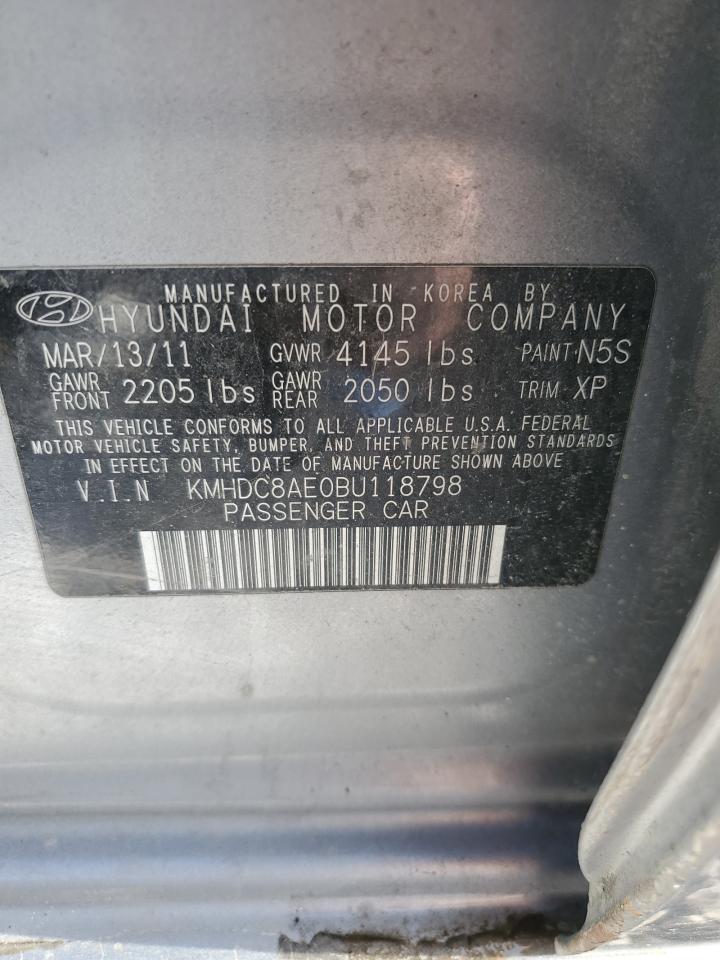 MANUFACTURED IN KOREA BY
HYUNDAI MOTOR COMPANY
MAR/13/11 GVWR 4145 lbs PAINT N5S
GAWR FRONT 2205 lbs GAWR REAR 2050 lbs TRIM XP
THIS VEHICLE CONFORMS TO ALL APPLICABLE U.S.A. FEDERAL
MOTOR VEHICLE SAFETY, BUMPER, AND THEFT PREVENTION STANDARDS
IN EFFECT ON THE DATE OF MANUFACTURE SHOWN ABOVE
V.I.N KMHDC8AE0BU118798
PASSENGER CAR